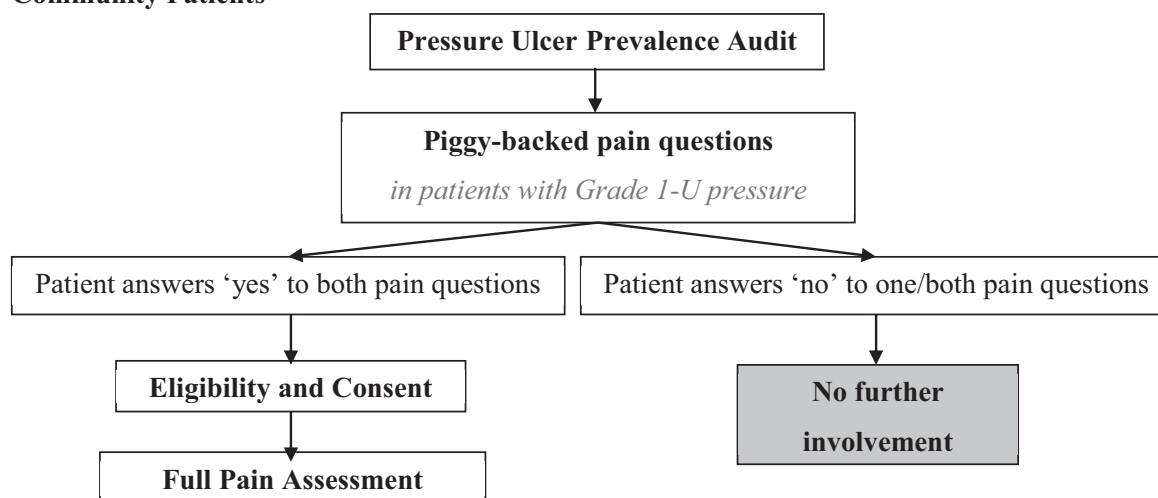 Community Patients
Pressure Ulcer Prevalence Audit
Piggy-backed pain questions
in patients with Grade 1-U pressure
Patient answers ‘yes’ to both pain questions
Patient answers ‘no’ to one/both pain questions
Eligibility and Consent
No further
involvement
Full Pain Assessment